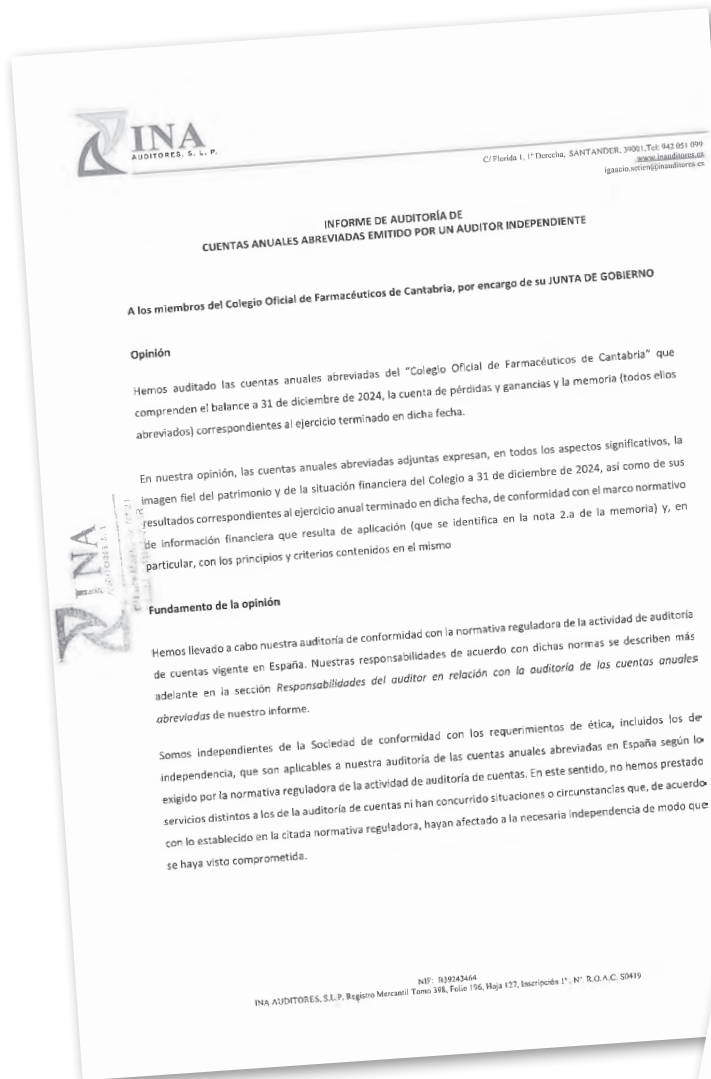 INA
AUDITORES, S. L. P.
C/ Florida 1, 1º Derecha, SANTANDER, 39001,Tel: 942 051 099
www.inauditores.es
ignacio.setien@inauditores.es
INFORME DE AUDITORÍA DE
CUENTAS ANUALES ABREVIADAS EMITIDO POR UN AUDITOR INDEPENDIENTE
A los miembros del Colegio Oficial de Farmacéuticos de Cantabria, por encargo de su JUNTA DE GOBIERNO
Opinión
Hemos auditado las cuentas anuales abreviadas del "Colegio Oficial de Farmacéuticos de Cantabria" que
comprenden el balance a 31 de diciembre de 2024, la cuenta de pérdidas y ganancias y la memoria (todos ellos
abreviados) correspondientes al ejercicio terminado en dicha fecha.
En nuestra opinión, las cuentas anuales abreviadas adjuntas expresan, en todos los aspectos significativos, la
imagen fiel del patrimonio y de la situación financiera del Colegio a 31 de diciembre de 2024, así como de sus
resultados correspondientes al ejercicio anual terminado en dicha fecha, de conformidad con el marco normativo
de información financiera que resulta de aplicación (que se identifica en la nota 2.a de la memoria) y, en
particular, con los principios y criterios contenidos en el mismo
INA
AUDITORES
Fundamento de la opinión
Hemos llevado a cabo nuestra auditoría de conformidad con la normativa reguladora de la actividad de auditoría
de cuentas vigente en España. Nuestras responsabilidades de acuerdo con dichas normas se describen más
adelante en la sección Responsabilidades del auditor en relación con la auditoría de las cuentas anuales
abreviadas de nuestro informe.
Somos independientes de la Sociedad de conformidad con los requerimientos de ética, incluidos los de
independencia, que son aplicables a nuestra auditoría de las cuentas anuales abreviadas en España según lo
exigido por la normativa reguladora de la actividad de auditoría de cuentas. En este sentido, no hemos prestado
servicios distintos a los de la auditoría de cuentas ni han concurrido situaciones o circunstancias que, de acuerdo
con lo establecido en la citada normativa reguladora, hayan afectado a la necesaria independencia de modo que
se haya visto comprometida.
NIF: B39243464
INA AUDITORES, S.L.P. Registro Mercantil Tomo 398, Folio 196, Hoja 127, Inscripción 1ª.- Nº R.O.A.C. S0419